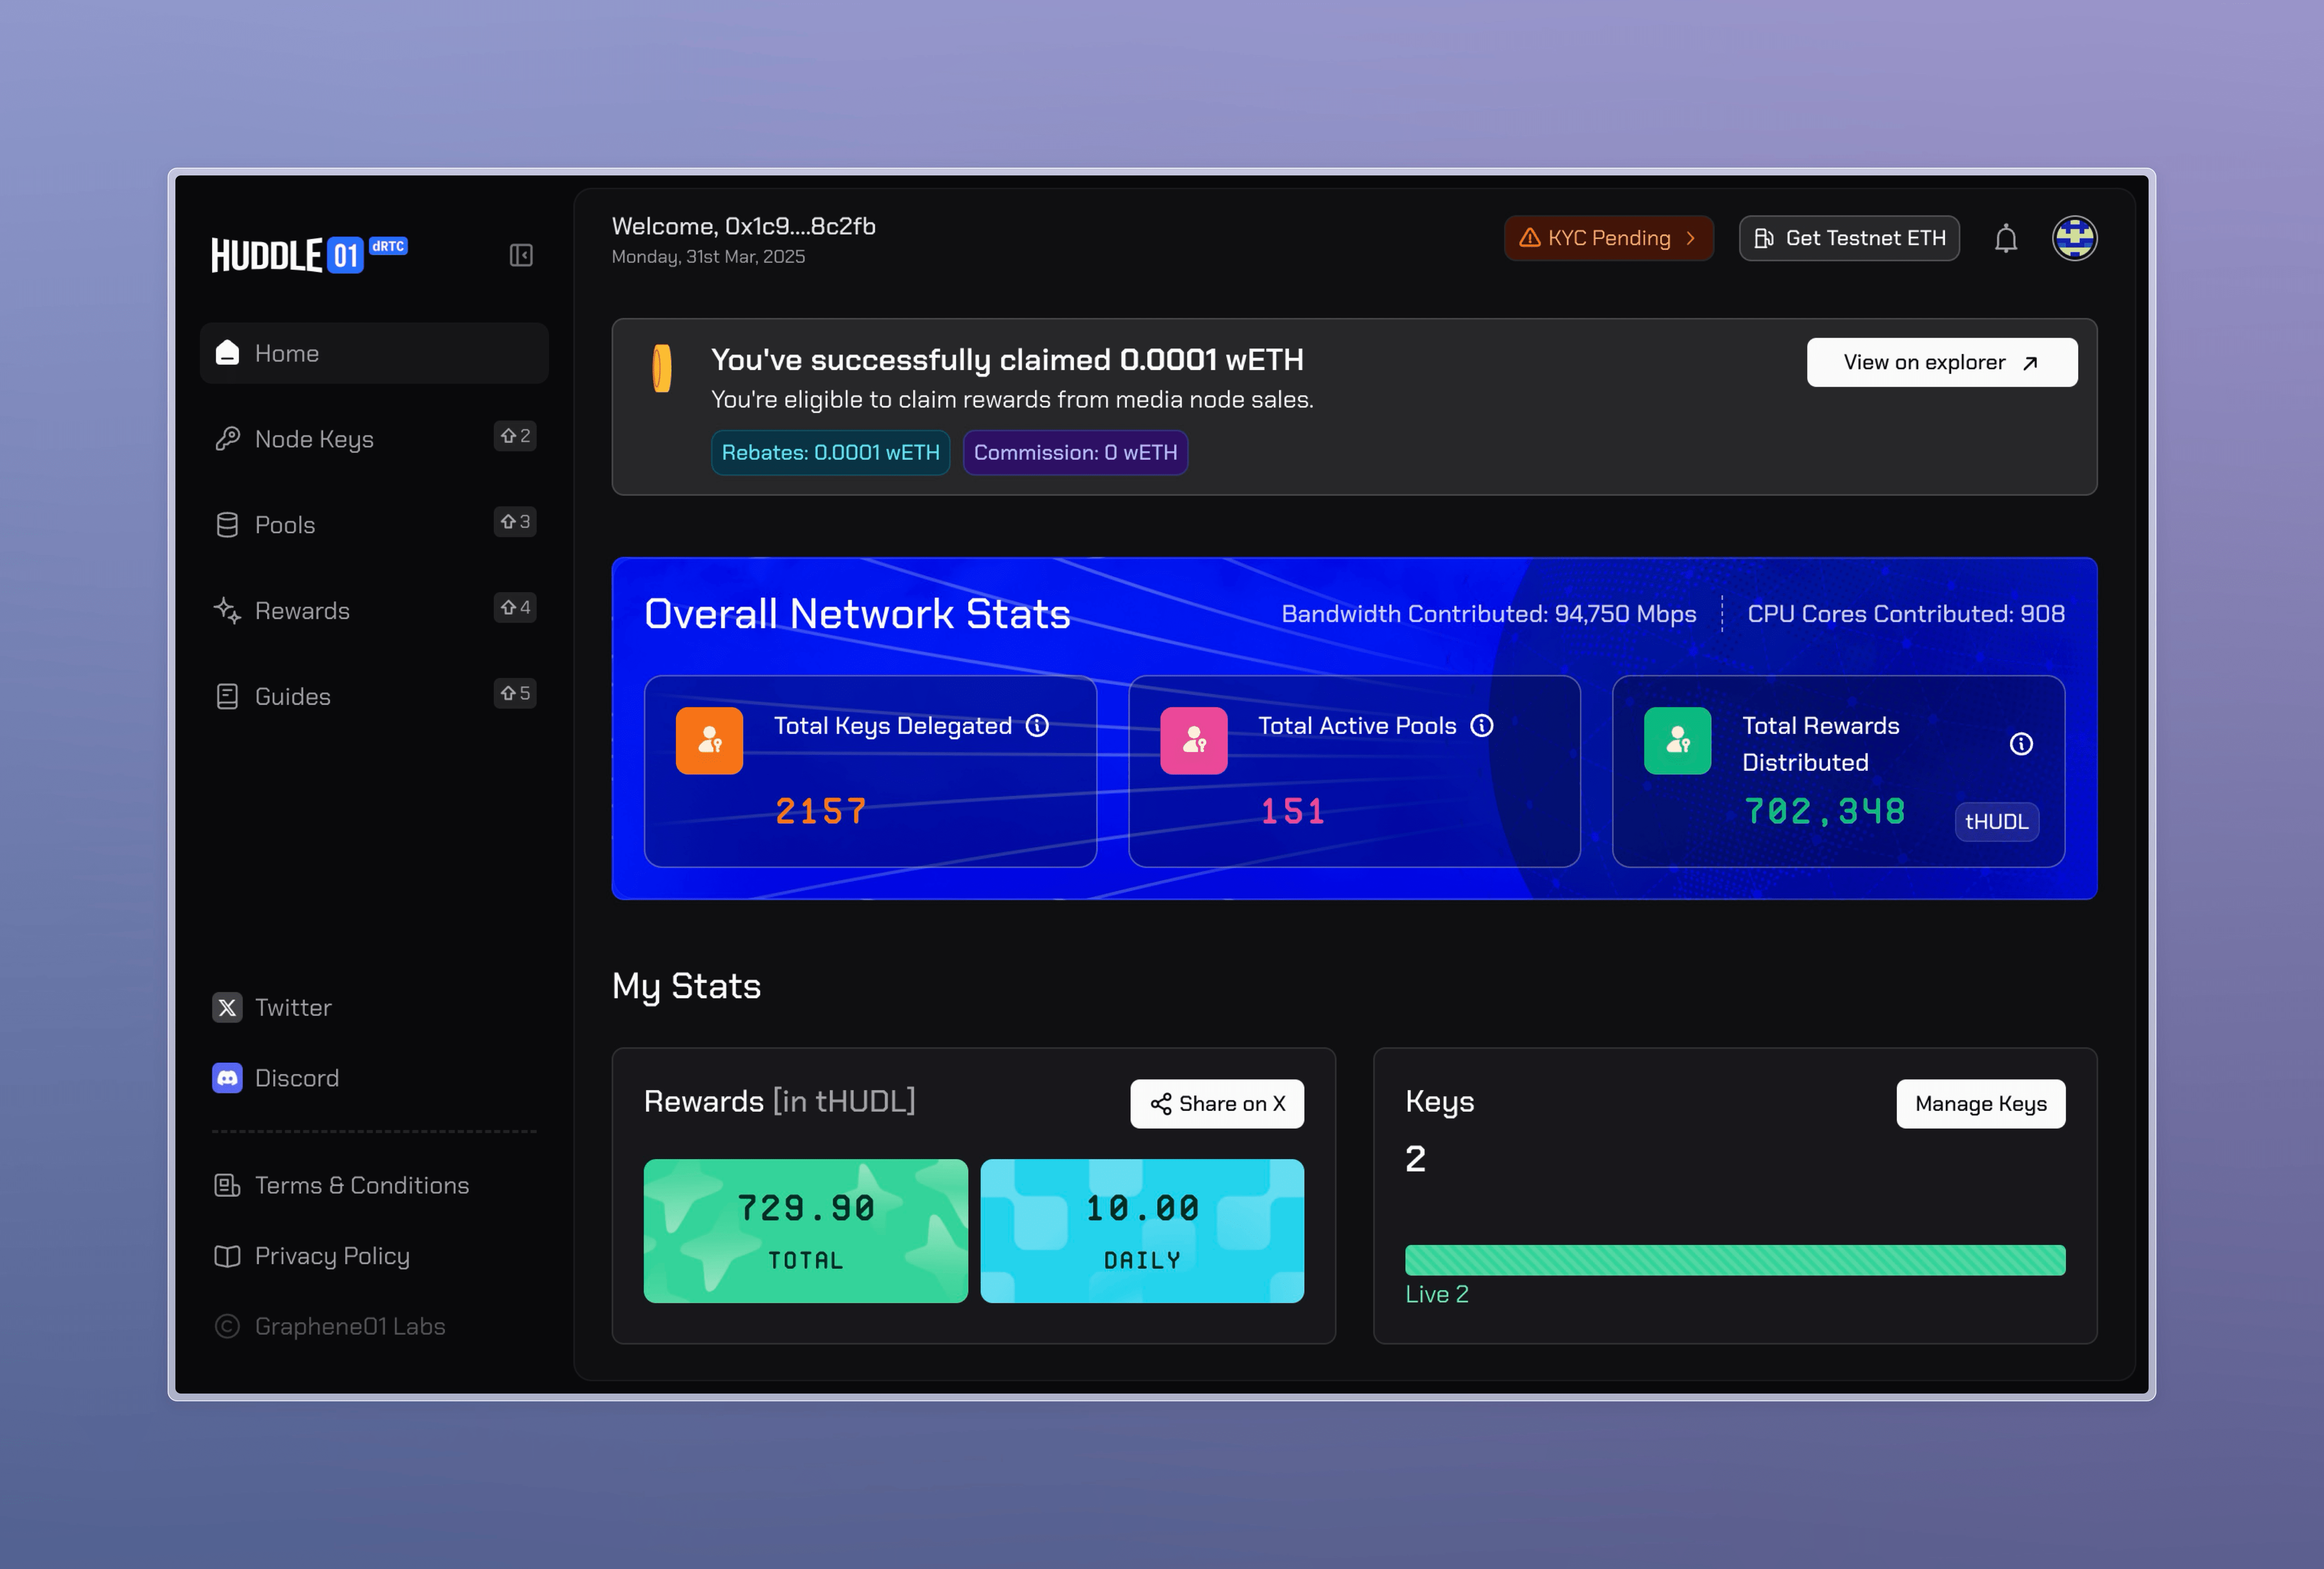 HUDDLE 01 dRTC
Home
Node Keys
⇧2
Pools
⇧3
Rewards
⇧4
Guides
⇧5
Twitter
Discord
Terms & Conditions
Privacy Policy
© Graphene01 Labs
Welcome, 0x1c9....8c2fb
Monday, 31st Mar, 2025
KYC Pending
Get Testnet ETH
You've successfully claimed 0.0001 wETH
You're eligible to claim rewards from media node sales.
Rebates: 0.0001 wETH
Commission: 0 wETH
View on explorer
Overall Network Stats
Bandwidth Contributed: 94,750 Mbps
CPU Cores Contributed: 908
Total Keys Delegated
2157
Total Active Pools
151
Total Rewards
Distributed
702,348
tHUDL
My Stats
Rewards [in tHUDL]
Share on X
729.90
TOTAL
10.00
DAILY
Keys
Manage Keys
2
Live 2